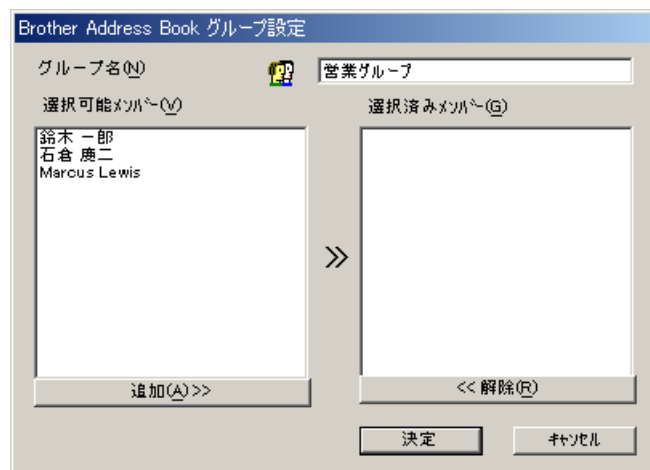 Brother Address Book グループ設定
グループ名(N)
営業グループ
選択可能ﾒﾝﾊﾞｰ(V)
選択済みﾒﾝﾊﾞｰ(G)
鈴木 一郎
石倉 廣二
Marcus Lewis
追加(A)>>
<< 解除(R)
決定
ｷｬﾝｾﾙ